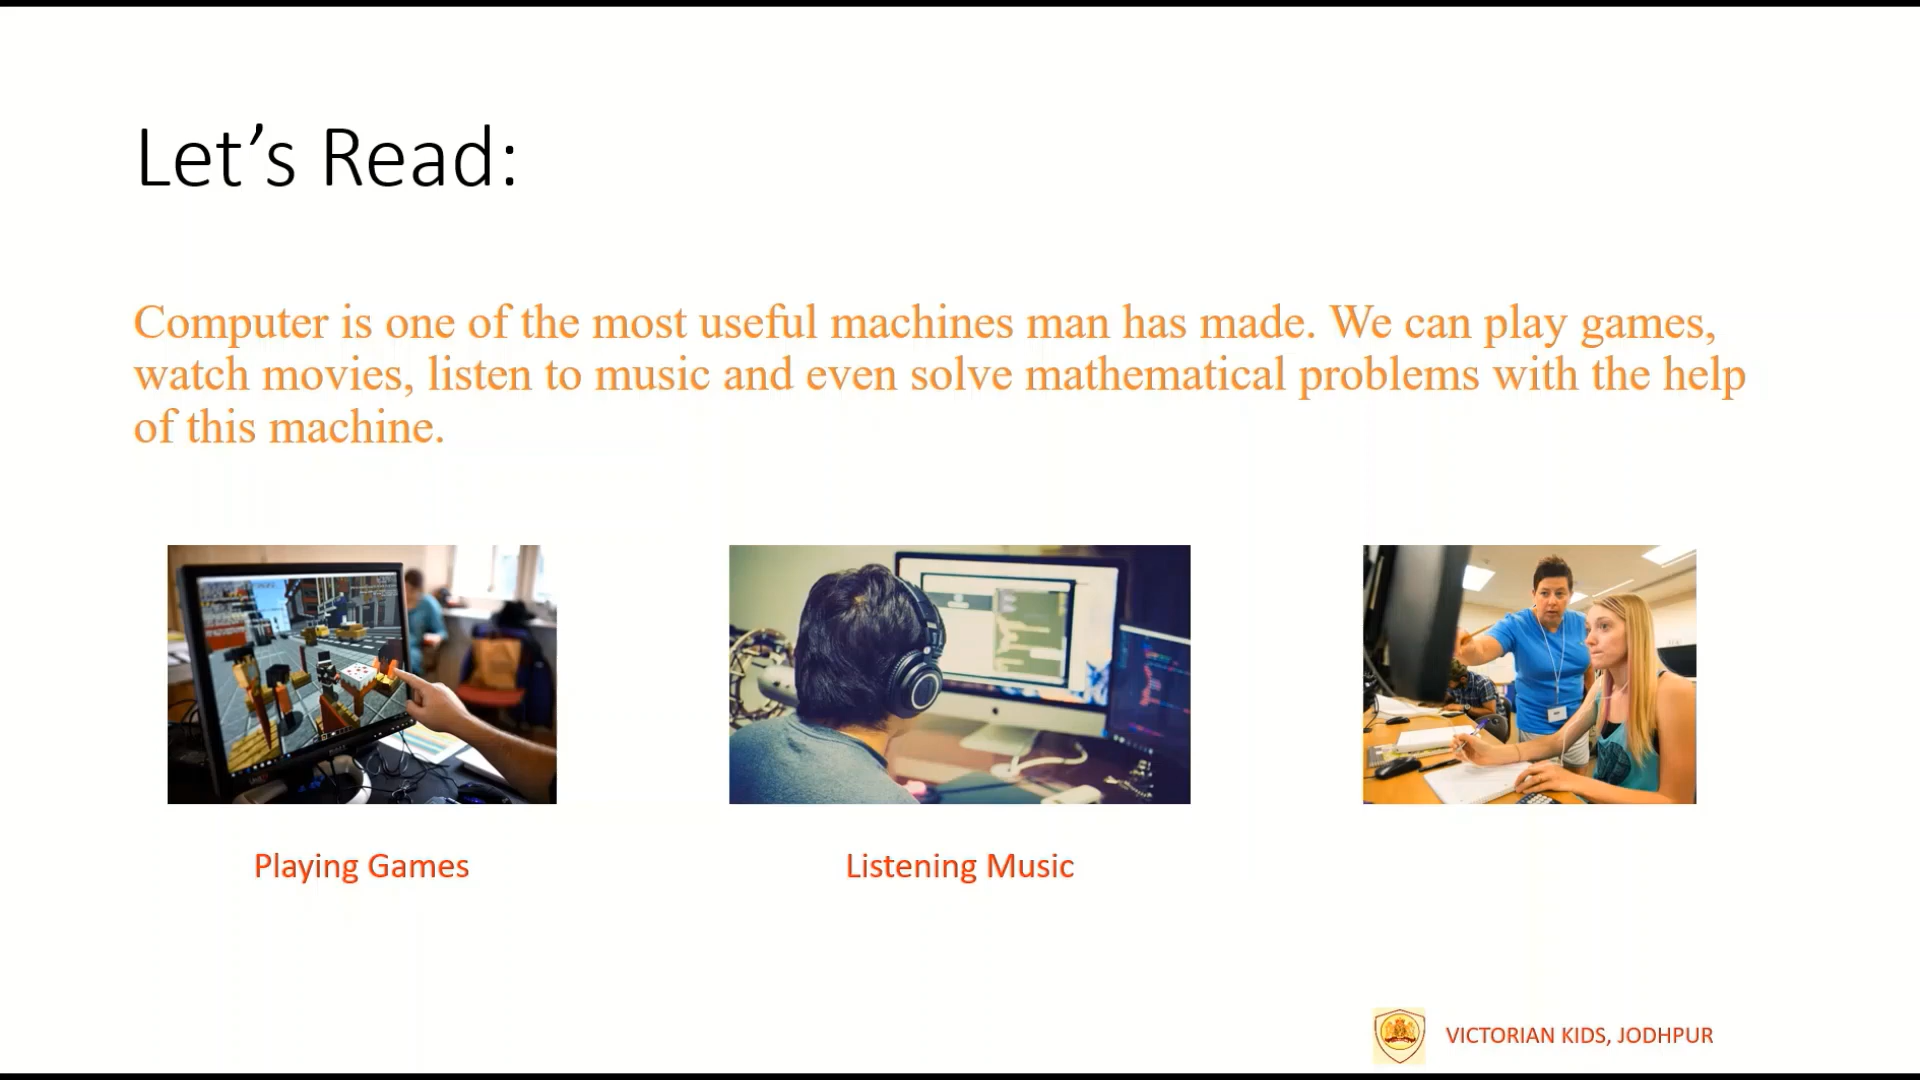 Let’s Read:
Computer is one of the most useful machines man has made. We can play games,
watch movies, listen to music and even solve mathematical problems with the help
of this machine.
Playing Games
Listening Music
VICTORIAN KIDS, JODHPUR